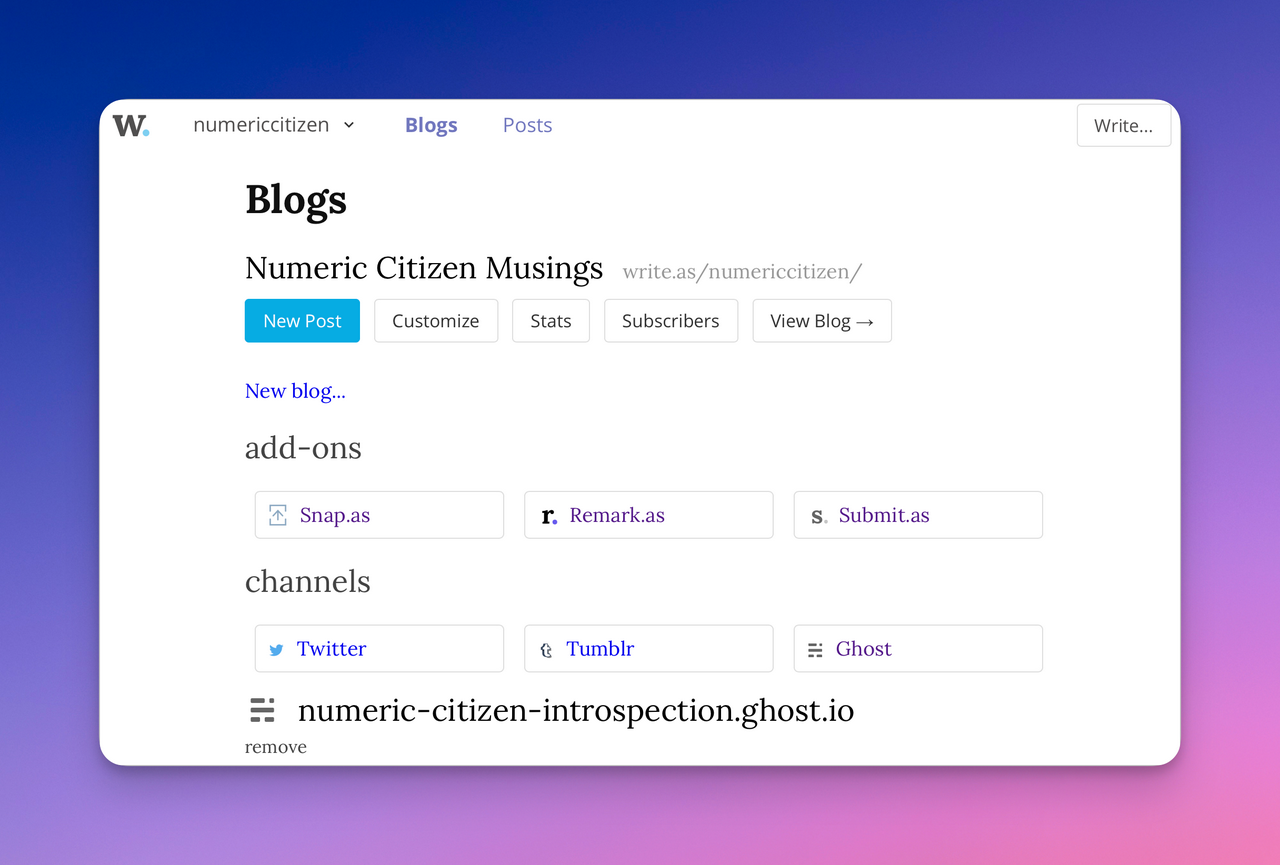 W. numericcitizen Blogs Posts Write...
Blogs
Numeric Citizen Musings write.as/numericcitizen/
New Post Customize Stats Subscribers View Blog →
New blog...
add-ons
Snap.as r. Remark.as s. Submit.as
channels
Twitter Tumblr Ghost
numeric-citizen-introspection.ghost.io
remove